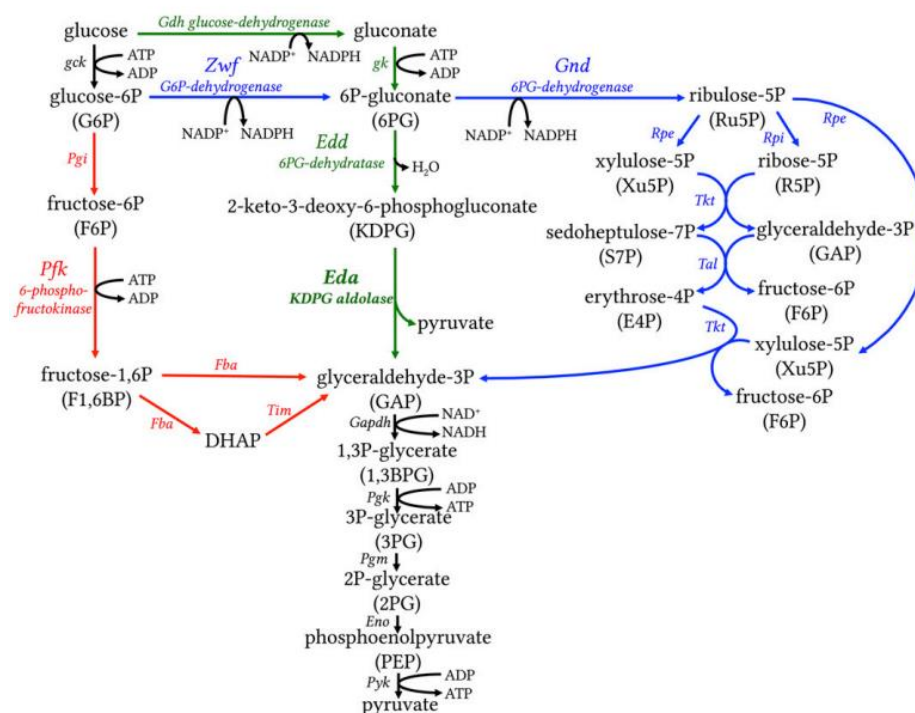 Gdh glucose-dehydrogenase
glucose
gluconate
NADP⁺ NADPH
gck
ATP
ADP
gk
ATP
ADP
Zwf
G6P-dehydrogenase
Gnd
6PG-dehydrogenase
glucose-6P
(G6P)
6P-gluconate
(6PG)
ribulose-5P
(Ru5P)
NADP⁺ NADPH
NADP⁺ NADPH
Rpe
Rpi
Rpe
Pgi
Edd
6PG-dehydratase
H₂O
xylulose-5P
(Xu5P)
ribose-5P
(R5P)
Tkt
fructose-6P
(F6P)
2-keto-3-deoxy-6-phosphogluconate
(KDPG)
sedoheptulose-7P
(S7P)
glyceraldehyde-3P
(GAP)
Tal
Pfk
6-phospho-
fructokinase
ATP
ADP
Eda
KDPG aldolase
pyruvate
erythrose-4P
(E4P)
fructose-6P
(F6P)
Tkt
xylulose-5P
(Xu5P)
fructose-6P
(F6P)
fructose-1,6P
(F1,6BP)
Fba
Fba
DHAP
Tim
glyceraldehyde-3P
(GAP)
Gapdh
NAD⁺
NADH
1,3P-glycerate
(1,3BPG)
Pgk
ADP
ATP
3P-glycerate
(3PG)
Pgm
2P-glycerate
(2PG)
Eno
phosphoenolpyruvate
(PEP)
Pyk
ADP
ATP
pyruvate